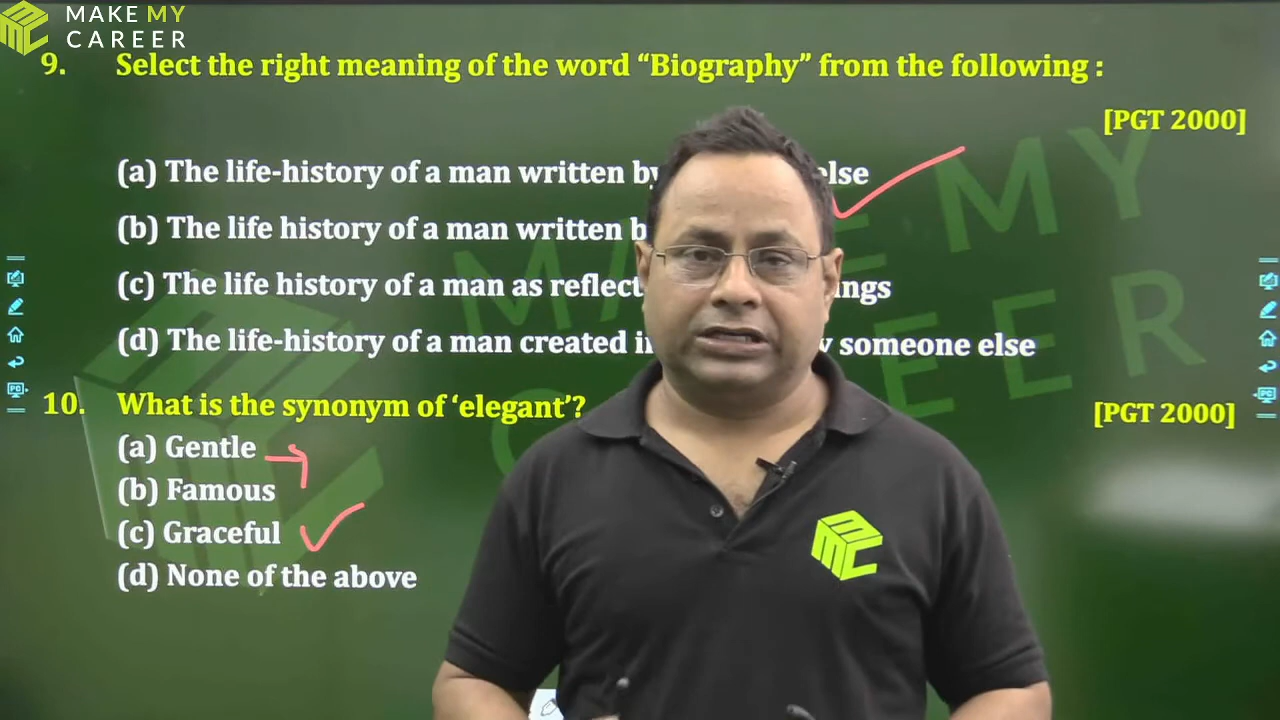 MAKE MY
CAREER
9. Select the right meaning of the word “Biography” from the following :
[PGT 2000]
(a) The life-history of a man written by else
(b) The life history of a man written
(c) The life history of a man as
(d) The life-history of a man created someone else
10. What is the synonym of ‘elegant’?
[PGT 2000]
(a) Gentle
(b) Famous
(c) Graceful
(d) None of the above